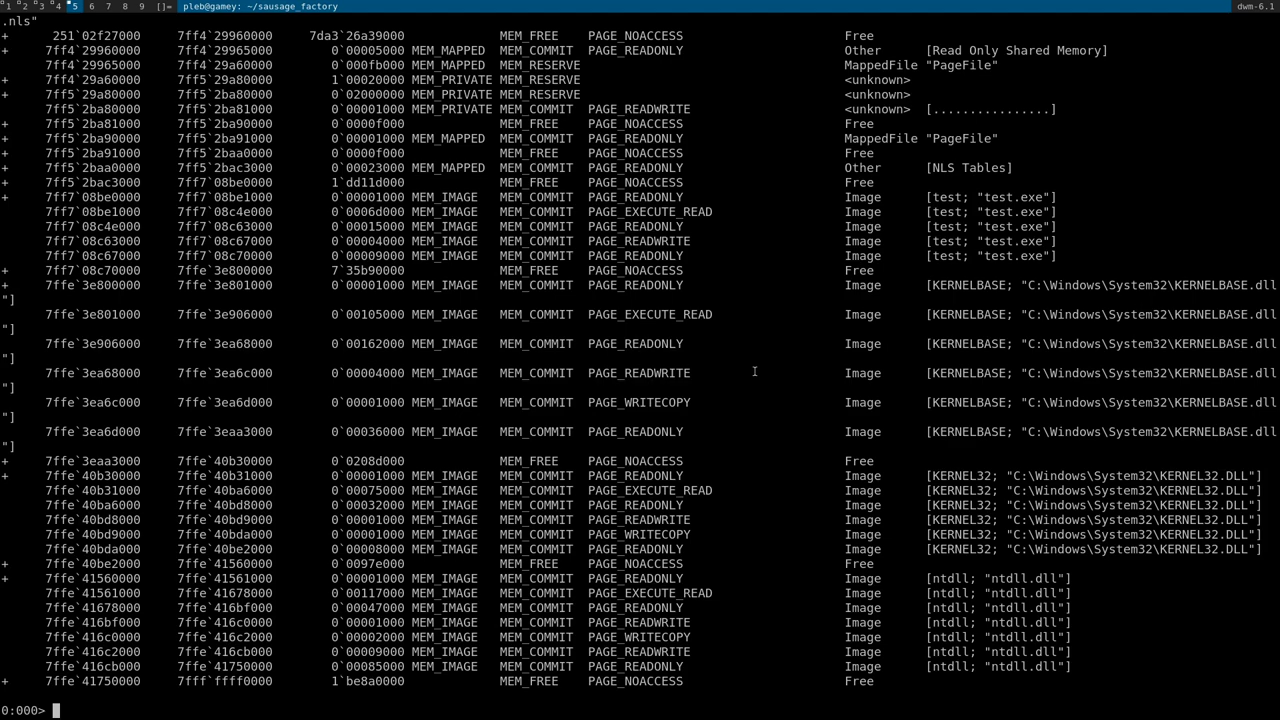 1 2 3 4 5 6 7 8 9 []= pleb@gamey: ~/sausage_factory dwm-6.1
.nls"
+ 251`02f27000 7ff4`29960000 7da3`26a39000 MEM_FREE PAGE_NOACCESS Free
+ 7ff4`29960000 7ff4`29965000 0`00005000 MEM_MAPPED MEM_COMMIT PAGE_READONLY Other [Read Only Shared Memory]
7ff4`29965000 7ff4`29a60000 0`000fb000 MEM_MAPPED MEM_RESERVE MappedFile "PageFile"
+ 7ff4`29a60000 7ff5`29a80000 1`00020000 MEM_PRIVATE MEM_RESERVE <unknown>
+ 7ff5`29a80000 7ff5`2ba80000 0`02000000 MEM_PRIVATE MEM_RESERVE <unknown>
7ff5`2ba80000 7ff5`2ba81000 0`00001000 MEM_PRIVATE MEM_COMMIT PAGE_READWRITE <unknown> [................]
+ 7ff5`2ba81000 7ff5`2ba90000 0`0000f000 MEM_FREE PAGE_NOACCESS Free
+ 7ff5`2ba90000 7ff5`2ba91000 0`00001000 MEM_MAPPED MEM_COMMIT PAGE_READONLY MappedFile "PageFile"
+ 7ff5`2ba91000 7ff5`2baa0000 0`0000f000 MEM_FREE PAGE_NOACCESS Free
+ 7ff5`2baa0000 7ff5`2bac3000 0`00023000 MEM_MAPPED MEM_COMMIT PAGE_READONLY Other [NLS Tables]
+ 7ff5`2bac3000 7ff7`08be0000 1`dd11d000 MEM_FREE PAGE_NOACCESS Free
+ 7ff7`08be0000 7ff7`08be1000 0`00001000 MEM_IMAGE MEM_COMMIT PAGE_READONLY Image [test; "test.exe"]
7ff7`08be1000 7ff7`08c4e000 0`0006d000 MEM_IMAGE MEM_COMMIT PAGE_EXECUTE_READ Image [test; "test.exe"]
7ff7`08c4e000 7ff7`08c63000 0`00015000 MEM_IMAGE MEM_COMMIT PAGE_READONLY Image [test; "test.exe"]
7ff7`08c63000 7ff7`08c67000 0`00004000 MEM_IMAGE MEM_COMMIT PAGE_READWRITE Image [test; "test.exe"]
7ff7`08c67000 7ff7`08c70000 0`00009000 MEM_IMAGE MEM_COMMIT PAGE_READONLY Image [test; "test.exe"]
+ 7ff7`08c70000 7ffe`3e800000 7`35b90000 MEM_FREE PAGE_NOACCESS Free
+ 7ffe`3e800000 7ffe`3e801000 0`00001000 MEM_IMAGE MEM_COMMIT PAGE_READONLY Image [KERNELBASE; "C:\Windows\System32\KERNELBASE.dll
"]
7ffe`3e801000 7ffe`3e906000 0`00105000 MEM_IMAGE MEM_COMMIT PAGE_EXECUTE_READ Image [KERNELBASE; "C:\Windows\System32\KERNELBASE.dll
"]
7ffe`3e906000 7ffe`3ea68000 0`00162000 MEM_IMAGE MEM_COMMIT PAGE_READONLY Image [KERNELBASE; "C:\Windows\System32\KERNELBASE.dll
"]
7ffe`3ea68000 7ffe`3ea6c000 0`00004000 MEM_IMAGE MEM_COMMIT PAGE_READWRITE Image [KERNELBASE; "C:\Windows\System32\KERNELBASE.dll
"]
7ffe`3ea6c000 7ffe`3ea6d000 0`00001000 MEM_IMAGE MEM_COMMIT PAGE_WRITECOPY Image [KERNELBASE; "C:\Windows\System32\KERNELBASE.dll
"]
7ffe`3ea6d000 7ffe`3eaa3000 0`00036000 MEM_IMAGE MEM_COMMIT PAGE_READONLY Image [KERNELBASE; "C:\Windows\System32\KERNELBASE.dll
"]
+ 7ffe`3eaa3000 7ffe`40b30000 0`0208d000 MEM_FREE PAGE_NOACCESS Free
+ 7ffe`40b30000 7ffe`40b31000 0`00001000 MEM_IMAGE MEM_COMMIT PAGE_READONLY Image [KERNEL32; "C:\Windows\System32\KERNEL32.DLL"]
7ffe`40b31000 7ffe`40ba6000 0`00075000 MEM_IMAGE MEM_COMMIT PAGE_EXECUTE_READ Image [KERNEL32; "C:\Windows\System32\KERNEL32.DLL"]
7ffe`40ba6000 7ffe`40bd8000 0`00032000 MEM_IMAGE MEM_COMMIT PAGE_READONLY Image [KERNEL32; "C:\Windows\System32\KERNEL32.DLL"]
7ffe`40bd8000 7ffe`40bd9000 0`00001000 MEM_IMAGE MEM_COMMIT PAGE_READWRITE Image [KERNEL32; "C:\Windows\System32\KERNEL32.DLL"]
7ffe`40bd9000 7ffe`40bda000 0`00001000 MEM_IMAGE MEM_COMMIT PAGE_WRITECOPY Image [KERNEL32; "C:\Windows\System32\KERNEL32.DLL"]
7ffe`40bda000 7ffe`40be2000 0`00008000 MEM_IMAGE MEM_COMMIT PAGE_READONLY Image [KERNEL32; "C:\Windows\System32\KERNEL32.DLL"]
+ 7ffe`40be2000 7ffe`41560000 0`0097e000 MEM_FREE PAGE_NOACCESS Free
+ 7ffe`41560000 7ffe`41561000 0`00001000 MEM_IMAGE MEM_COMMIT PAGE_READONLY Image [ntdll; "ntdll.dll"]
7ffe`41561000 7ffe`41678000 0`00117000 MEM_IMAGE MEM_COMMIT PAGE_EXECUTE_READ Image [ntdll; "ntdll.dll"]
7ffe`41678000 7ffe`416bf000 0`00047000 MEM_IMAGE MEM_COMMIT PAGE_READONLY Image [ntdll; "ntdll.dll"]
7ffe`416bf000 7ffe`416c0000 0`00001000 MEM_IMAGE MEM_COMMIT PAGE_READWRITE Image [ntdll; "ntdll.dll"]
7ffe`416c0000 7ffe`416c2000 0`00002000 MEM_IMAGE MEM_COMMIT PAGE_WRITECOPY Image [ntdll; "ntdll.dll"]
7ffe`416c2000 7ffe`416cb000 0`00009000 MEM_IMAGE MEM_COMMIT PAGE_READWRITE Image [ntdll; "ntdll.dll"]
7ffe`416cb000 7ffe`41750000 0`00085000 MEM_IMAGE MEM_COMMIT PAGE_READONLY Image [ntdll; "ntdll.dll"]
+ 7ffe`41750000 7fff`ffff0000 1`be8a0000 MEM_FREE PAGE_NOACCESS Free
0:000>